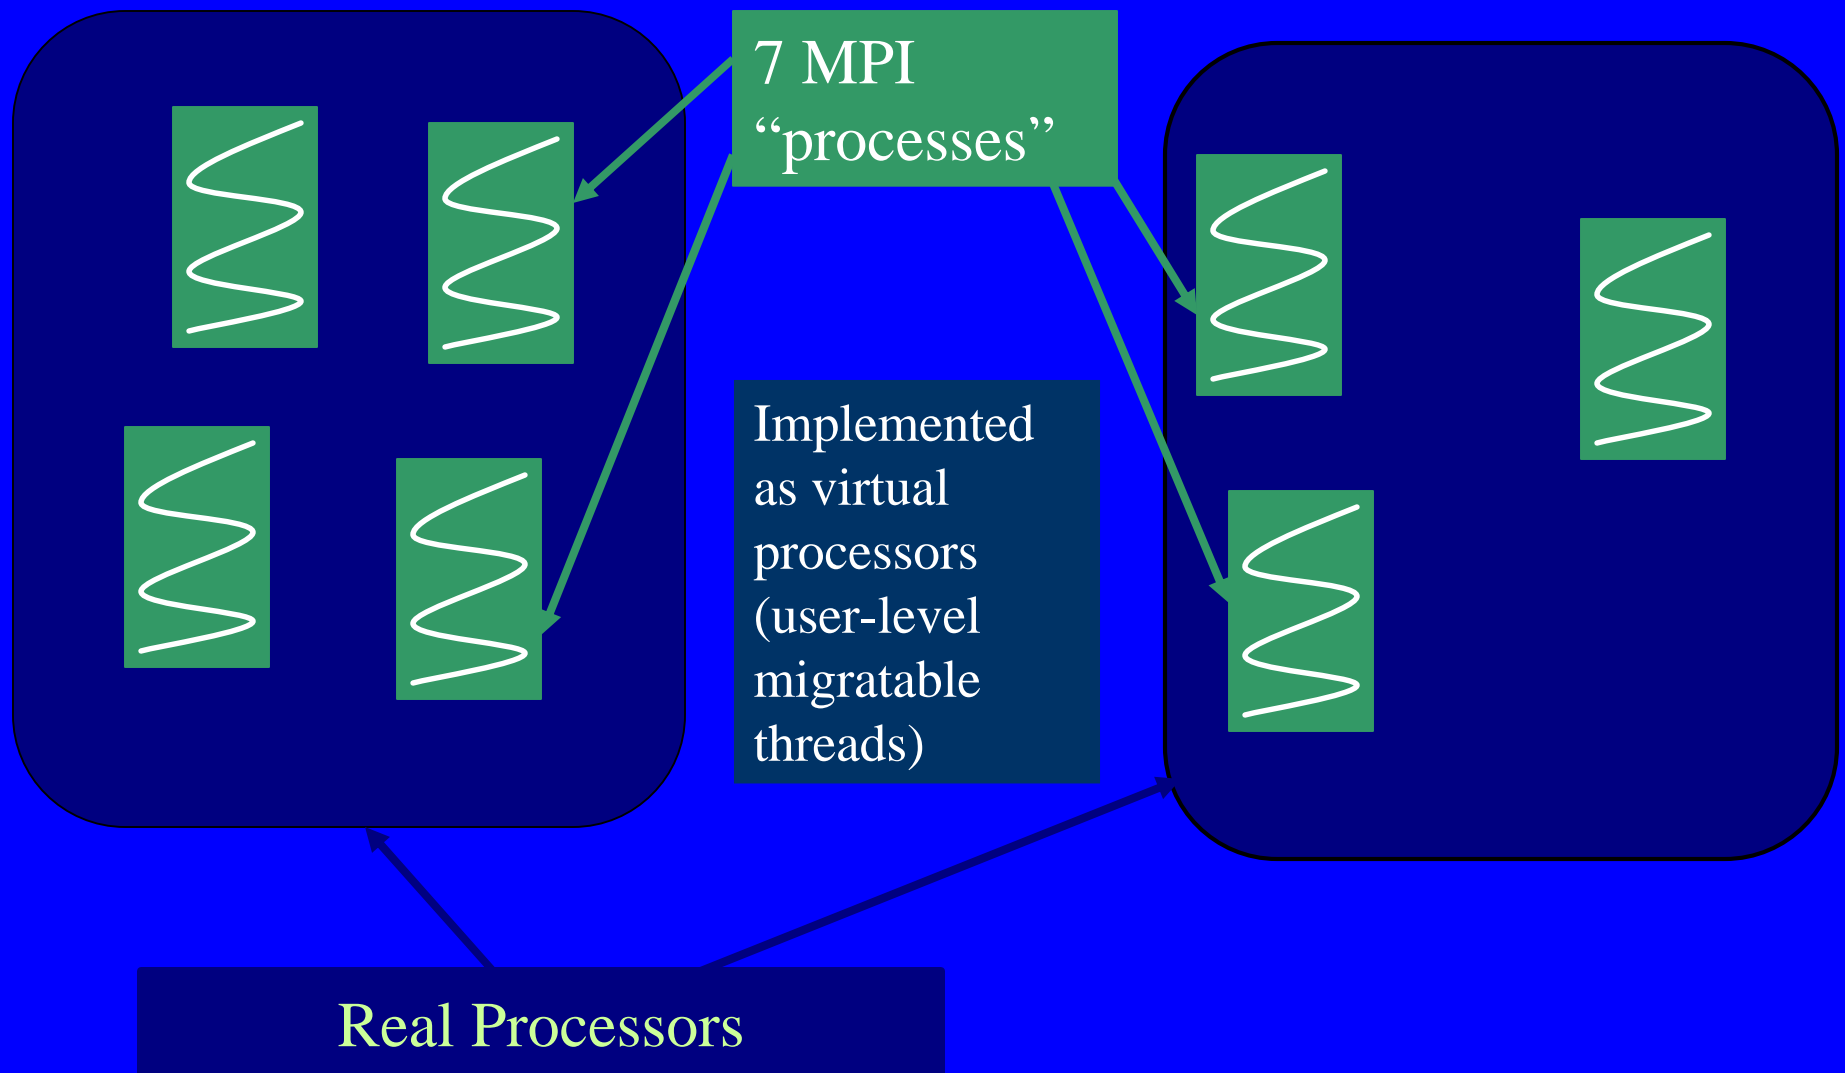 7 MPI
“processes”
Implemented
as virtual
processors
(user-level
migratable
threads)
Real Processors